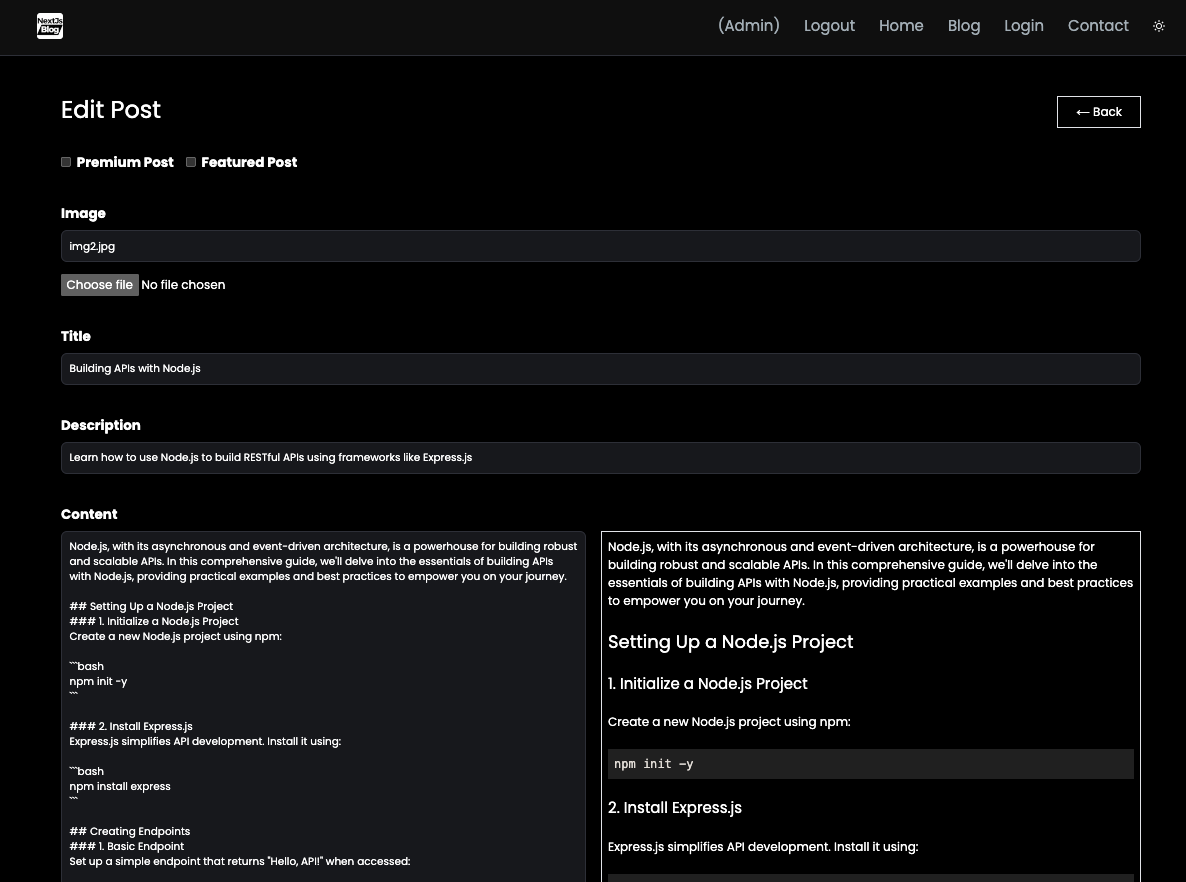 NextJs
Blog
(Admin) Logout Home Blog Login Contact
Edit Post
← Back
Premium Post Featured Post
Image
img2.jpg
Choose file No file chosen
Title
Building APIs with Node.js
Description
Learn how to use Node.js to build RESTful APIs using frameworks like Express.js
Content
Node.js, with its asynchronous and event-driven architecture, is a powerhouse for building robust
and scalable APIs. In this comprehensive guide, we'll delve into the essentials of building APIs
with Node.js, providing practical examples and best practices to empower you on your journey.
## Setting Up a Node.js Project
### 1. Initialize a Node.js Project
Create a new Node.js project using npm:
```bash
npm init -y
```
### 2. Install Express.js
Express.js simplifies API development. Install it using:
```bash
npm install express
```
## Creating Endpoints
### 1. Basic Endpoint
Set up a simple endpoint that returns "Hello, API!" when accessed:
Node.js, with its asynchronous and event-driven architecture, is a powerhouse for
building robust and scalable APIs. In this comprehensive guide, we'll delve into the
essentials of building APIs with Node.js, providing practical examples and best practices
to empower you on your journey.
Setting Up a Node.js Project
1. Initialize a Node.js Project
Create a new Node.js project using npm:
npm init -y
2. Install Express.js
Express.js simplifies API development. Install it using: